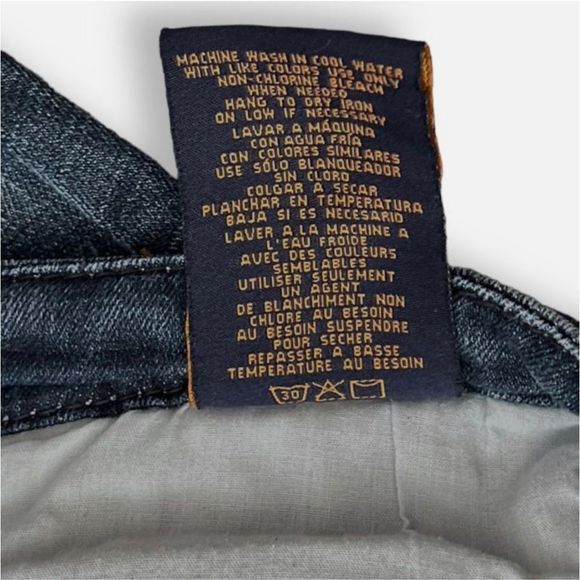 MACHINE WASH IN COOL WATER
WITH LIKE COLORS USE ONLY
NON-CHLORINE BLEACH
WHEN NEEDED
HANG TO DRY IRON
ON LOW IF NECESSARY
LAVAR A MÁQUINA
CON AGUA FRÍA
CON COLORES SIMILARES
USE SÓLO BLANQUEADOR
SIN CLORO
COLGAR A SECAR
PLANCHAR EN TEMPERATURA
BAJA SI ES NECESARIO
LAVER A LA MACHINE A
L'EAU FROIDE
AVEC DES COULEURS
SEMBLABLES
UTILISER SEULEMENT
UN AGENT
DE BLANCHIMENT NON
CHLORE AU BESOIN
AU BESOIN SUSPENDRE
POUR SECHER
REPASSER A BASSE
TEMPERATURE AU BESOIN
30